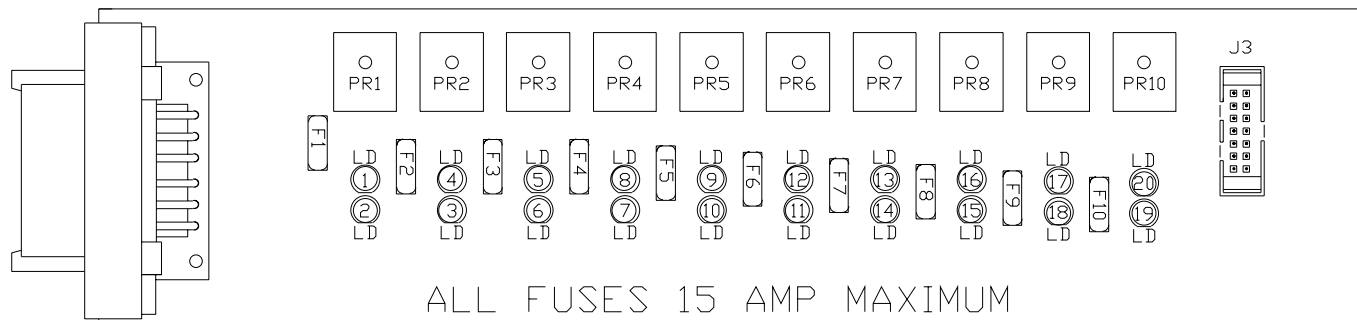 J3
PR1 PR2 PR3 PR4 PR5 PR6 PR7 PR8 PR9 PR10
F1 F2 F3 F4 F5 F6 F7 F8 F9 F10
LD LD LD LD LD LD LD LD LD LD
1 4 5 8 9 12 13 16 17 20
2 3 6 7 10 11 14 15 18 19
LD LD LD LD LD LD LD LD LD LD
ALL FUSES 15 AMP MAXIMUM